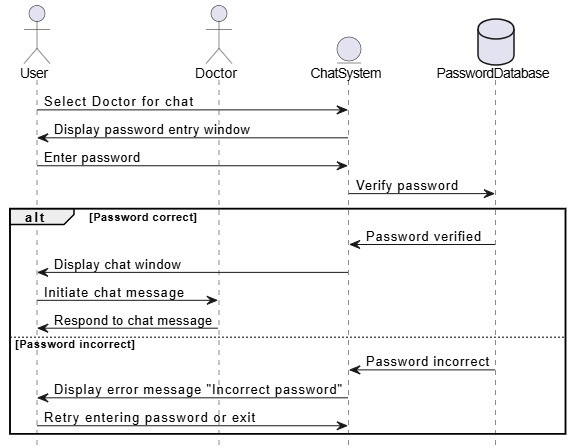 User Doctor ChatSystem PasswordDatabase
Select Doctor for chat
Display password entry window
Enter password
Verify password
alt [Password correct]
Password verified
Display chat window
Initiate chat message
Respond to chat message
[Password incorrect]
Password incorrect
Display error message "Incorrect password"
Retry entering password or exit